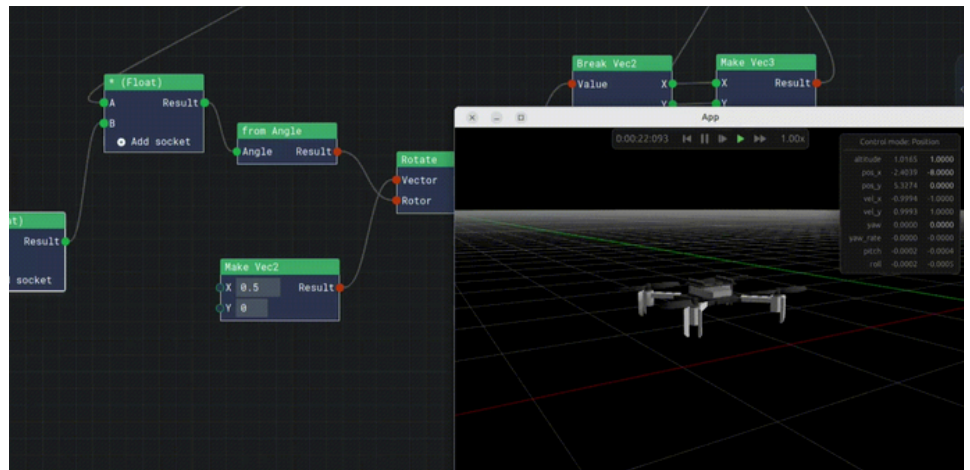 * (Float)
A Result
B
Add sockets
from Angle
Angle Result
Rotate
Vector
Rotor
Result
socket
Make Vec2
X 0.5 Result
Y 0
Break Vec2
Value X
Y
Make Vec3
X Result
Y
App
0:00:22:093 1.00x
Control mode: Position
altitude 1.0165 1.0000
pos_x -2.4039 -8.0000
pos_y 5.3274 0.0000
vel_x -0.9994 -1.0000
vel_y 0.9993 1.0000
yaw 0.0000 0.0000
yaw_rate -0.0000 -0.0000
pitch -0.0002 -0.0004
roll -0.0002 -0.0005